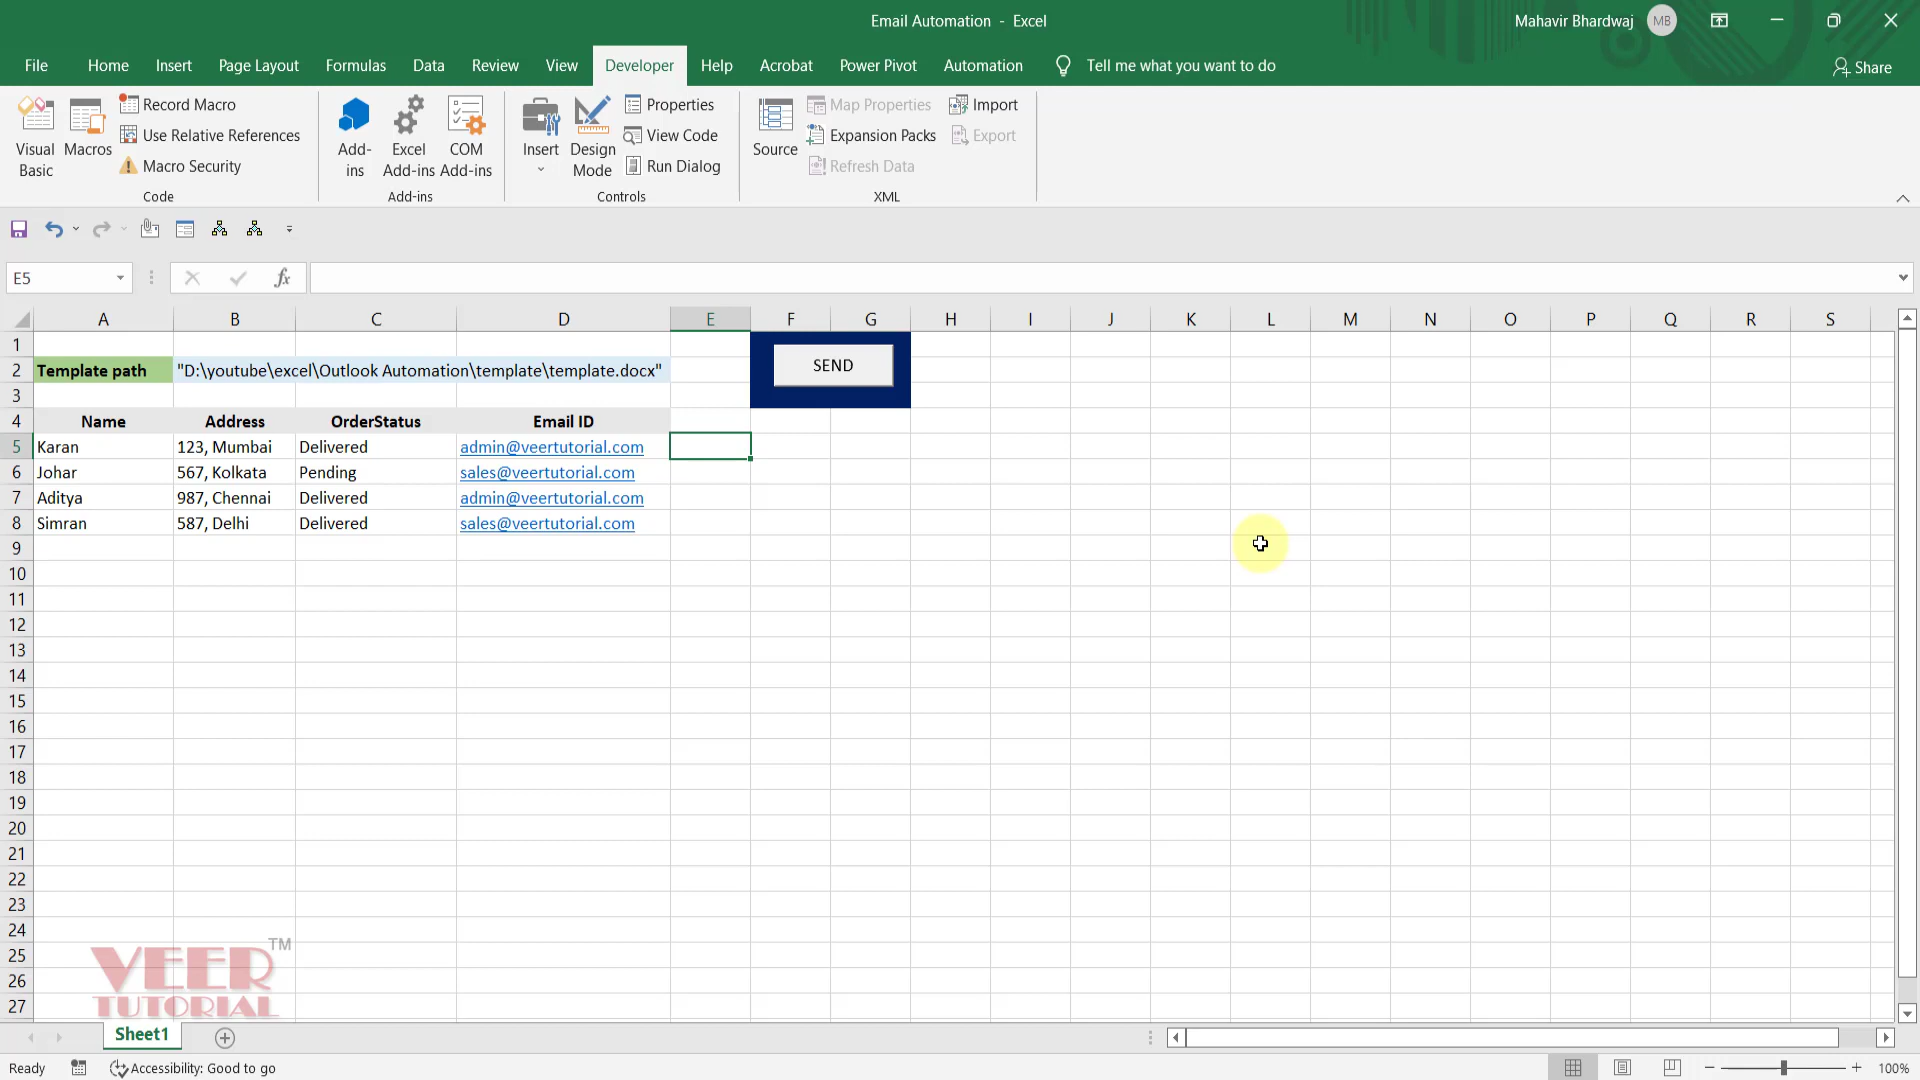 Email Automation - Excel
Mahavir Bhardwaj MB
File Home Insert Page Layout Formulas Data Review View Developer Help Acrobat Power Pivot Automation Tell me what you want to do Share
Visual Basic
Macros
Record Macro
Use Relative References
Macro Security
Code
Add-ins
Excel Add-ins
COM Add-ins
Add-ins
Insert
Design Mode
Properties
View Code
Run Dialog
Controls
Source
Map Properties
Expansion Packs
Refresh Data
Import
Export
XML
E5 fx
A B C D E F G H I J K L M N O P Q R S
1
2 Template path "D:\youtube\excel\Outlook Automation\template\template.docx" SEND
3
4 Name Address OrderStatus Email ID
5 Karan 123, Mumbai Delivered admin@veertutorial.com
6 Johar 567, Kolkata Pending sales@veertutorial.com
7 Aditya 987, Chennai Delivered admin@veertutorial.com
8 Simran 587, Delhi Delivered sales@veertutorial.com
9
10
11
12
13
14
15
16
17
18
19
20
21
22
23
24
25
26
27
VEER TM
TUTORIAL
Sheet1
Ready Accessibility: Good to go 100%